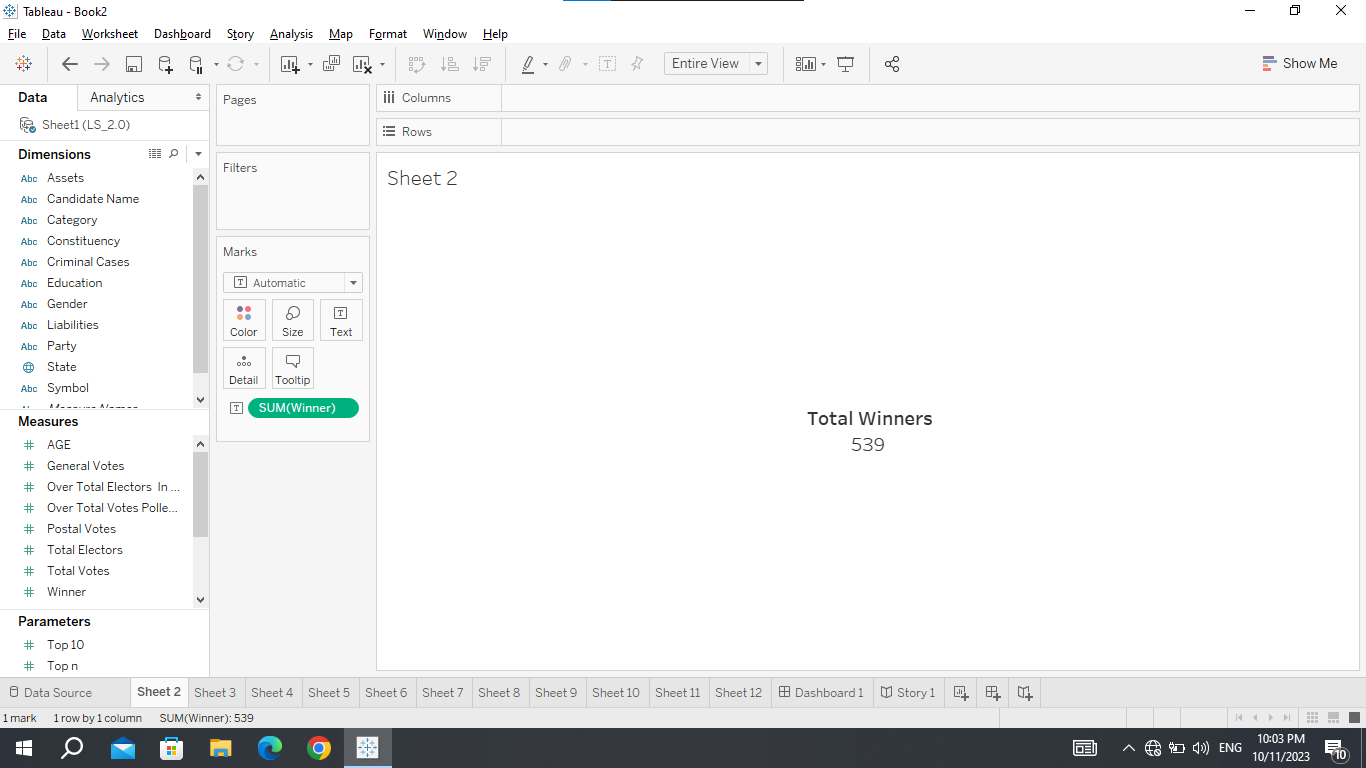 Tableau - Book2
File Data Worksheet Dashboard Story Analysis Map Format Window Help
Entire View
Show Me
Data Analytics
Sheet1 (LS_2.0)
Dimensions
Abc Assets
Abc Candidate Name
Abc Category
Abc Constituency
Abc Criminal Cases
Abc Education
Abc Gender
Abc Liabilities
Abc Party
State
Abc Symbol
Measures
# AGE
# General Votes
# Over Total Electors In ...
# Over Total Votes Polle...
# Postal Votes
# Total Electors
# Total Votes
# Winner
Parameters
# Top 10
# Top n
Pages
Filters
Marks
T Automatic
Color Size T Text
Detail Tooltip
T SUM(Winner)
Columns
Rows
Sheet 2
Total Winners
539
Data Source Sheet 2 Sheet 3 Sheet 4 Sheet 5 Sheet 6 Sheet 7 Sheet 8 Sheet 9 Sheet 10 Sheet 11 Sheet 12 Dashboard 1 Story 1
1 mark 1 row by 1 column SUM(Winner): 539
ENG
10:03 PM
10/11/2023
10